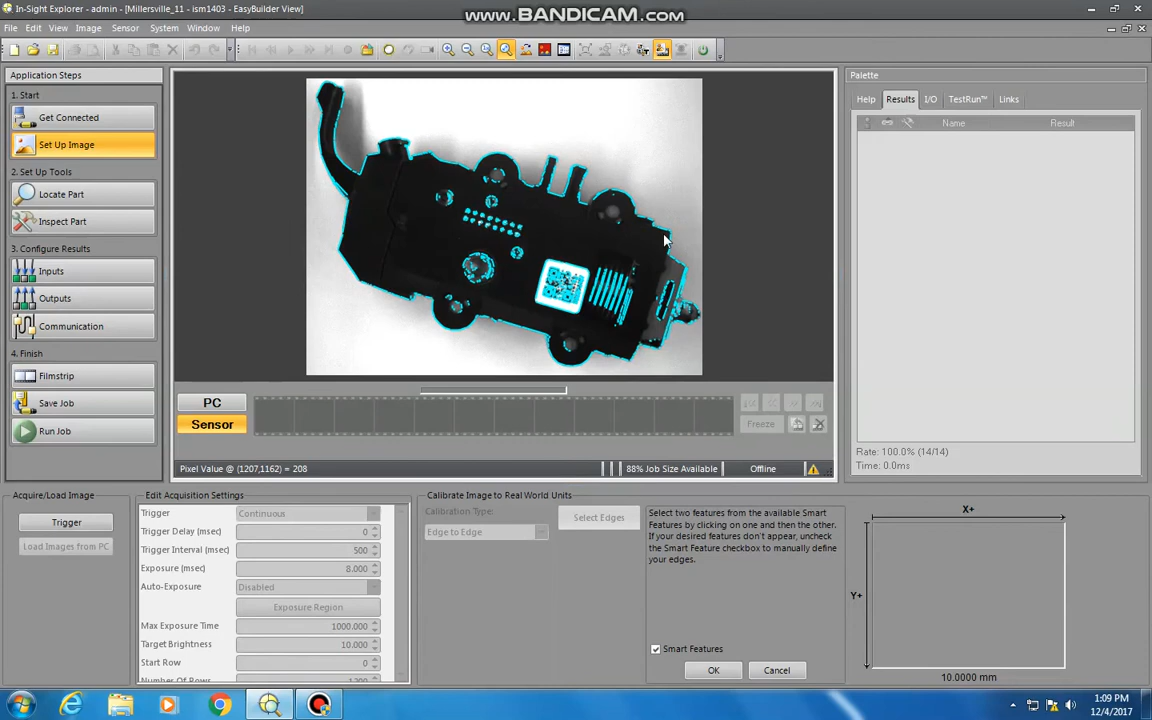 In-Sight Explorer - admin - [Millersville_11 - ism1403 - EasyBuilder View]
www.BANDICAM.com
File Edit View Image Sensor System Window Help
Application Steps
1. Start
Get Connected
Set Up Image
2. Set Up Tools
Locate Part
Inspect Part
3. Configure Results
Inputs
Outputs
Communication
4. Finish
Filmstrip
Save Job
Run Job
PC
Sensor
Freeze
Pixel Value @ (1207,1162) = 208
88% Job Size Available
Offline
Palette
Help Results I/O TestRun™ Links
Name Result
Rate: 100.0% (14/14)
Time: 0.0ms
Acquire/Load Image
Trigger
Load Images from PC
Edit Acquisition Settings
Trigger Continuous
Trigger Delay (msec) 0
Trigger Interval (msec) 500
Exposure (msec) 8.000
Auto-Exposure Disabled
Exposure Region
Max Exposure Time 1000.000
Target Brightness 10.000
Start Row 0
Number Of Rows 1200
Calibrate Image to Real World Units
Calibration Type:
Edge to Edge
Select Edges
Select two features from the available Smart
Features by clicking on one and then the other.
If your desired features don't appear, uncheck
the Smart Feature checkbox to manually define
your edges.
Smart Features
OK Cancel
X+
Y+
10.0000 mm
1:09 PM
12/4/2017